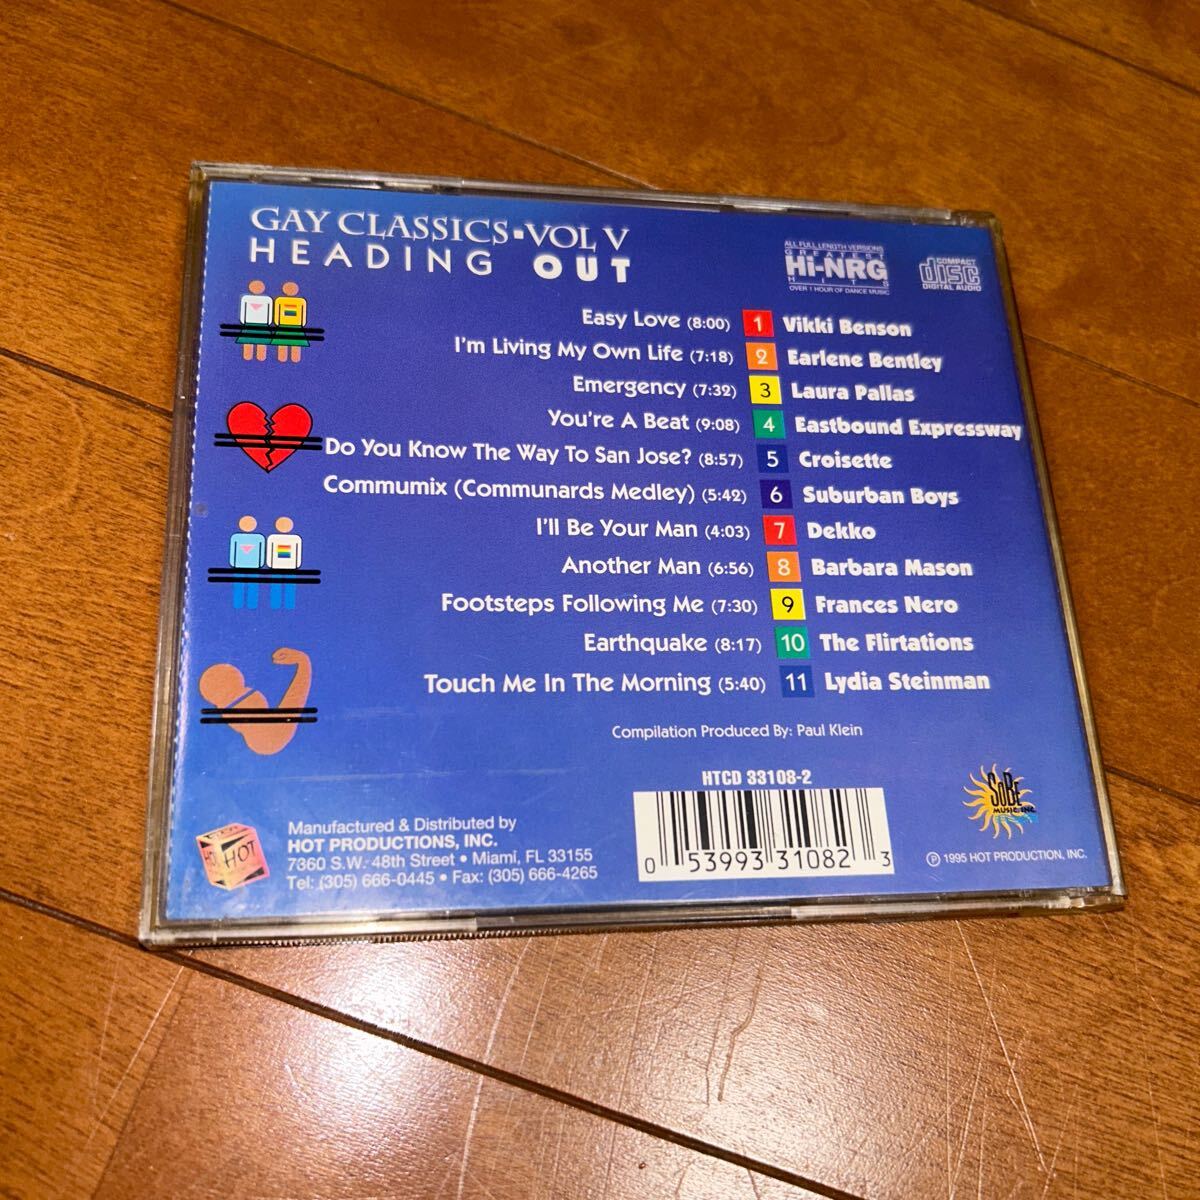 GAY CLASSICS▪VOL V
HEADING OUT
ALL FULL LENGTH VERSIONS
GREATEST
Hi-NRG
HITS
OVER 1 HOUR OF DANCE MUSIC
COMPACT
disc
DIGITAL AUDIO
Easy Love (8:00) 1 Vikki Benson
I'm Living My Own Life (7:18) 2 Earlene Bentley
Emergency (7:32) 3 Laura Pallas
You're A Beat (9:08) 4 Eastbound Expressway
Do You Know The Way To San Jose? (8:57) 5 Croisette
Commumix (Communards Medley) (5:42) 6 Suburban Boys
I'll Be Your Man (4:03) 7 Dekko
Another Man (6:56) 8 Barbara Mason
Footsteps Following Me (7:30) 9 Frances Nero
Earthquake (8:17) 10 The Flirtations
Touch Me In The Morning (5:40) 11 Lydia Steinman
Compilation Produced By: Paul Klein
HTCD 33108-2
HOT
Manufactured & Distributed by
HOT PRODUCTIONS, INC.
7360 S.W. 48th Street • Miami, FL 33155
Tel: (305) 666-0445 • Fax: (305) 666-4265
0 53993 31082 3
SoBe
MUSIC, INC.
℗ 1995 HOT PRODUCTION, INC.